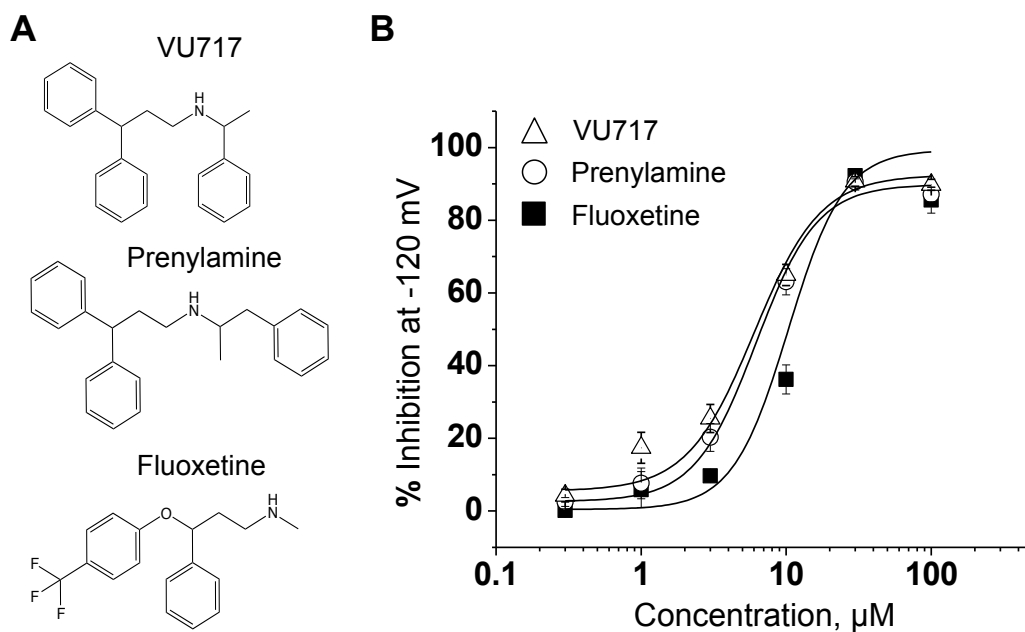 A
VU717
H
N
Prenylamine
H
N
Fluoxetine
H
N
O
F
F
F
B
% Inhibition at -120 mV
100
80
60
40
20
0
VU717
Prenylamine
Fluoxetine
0.1 1 10 100
Concentration, µM